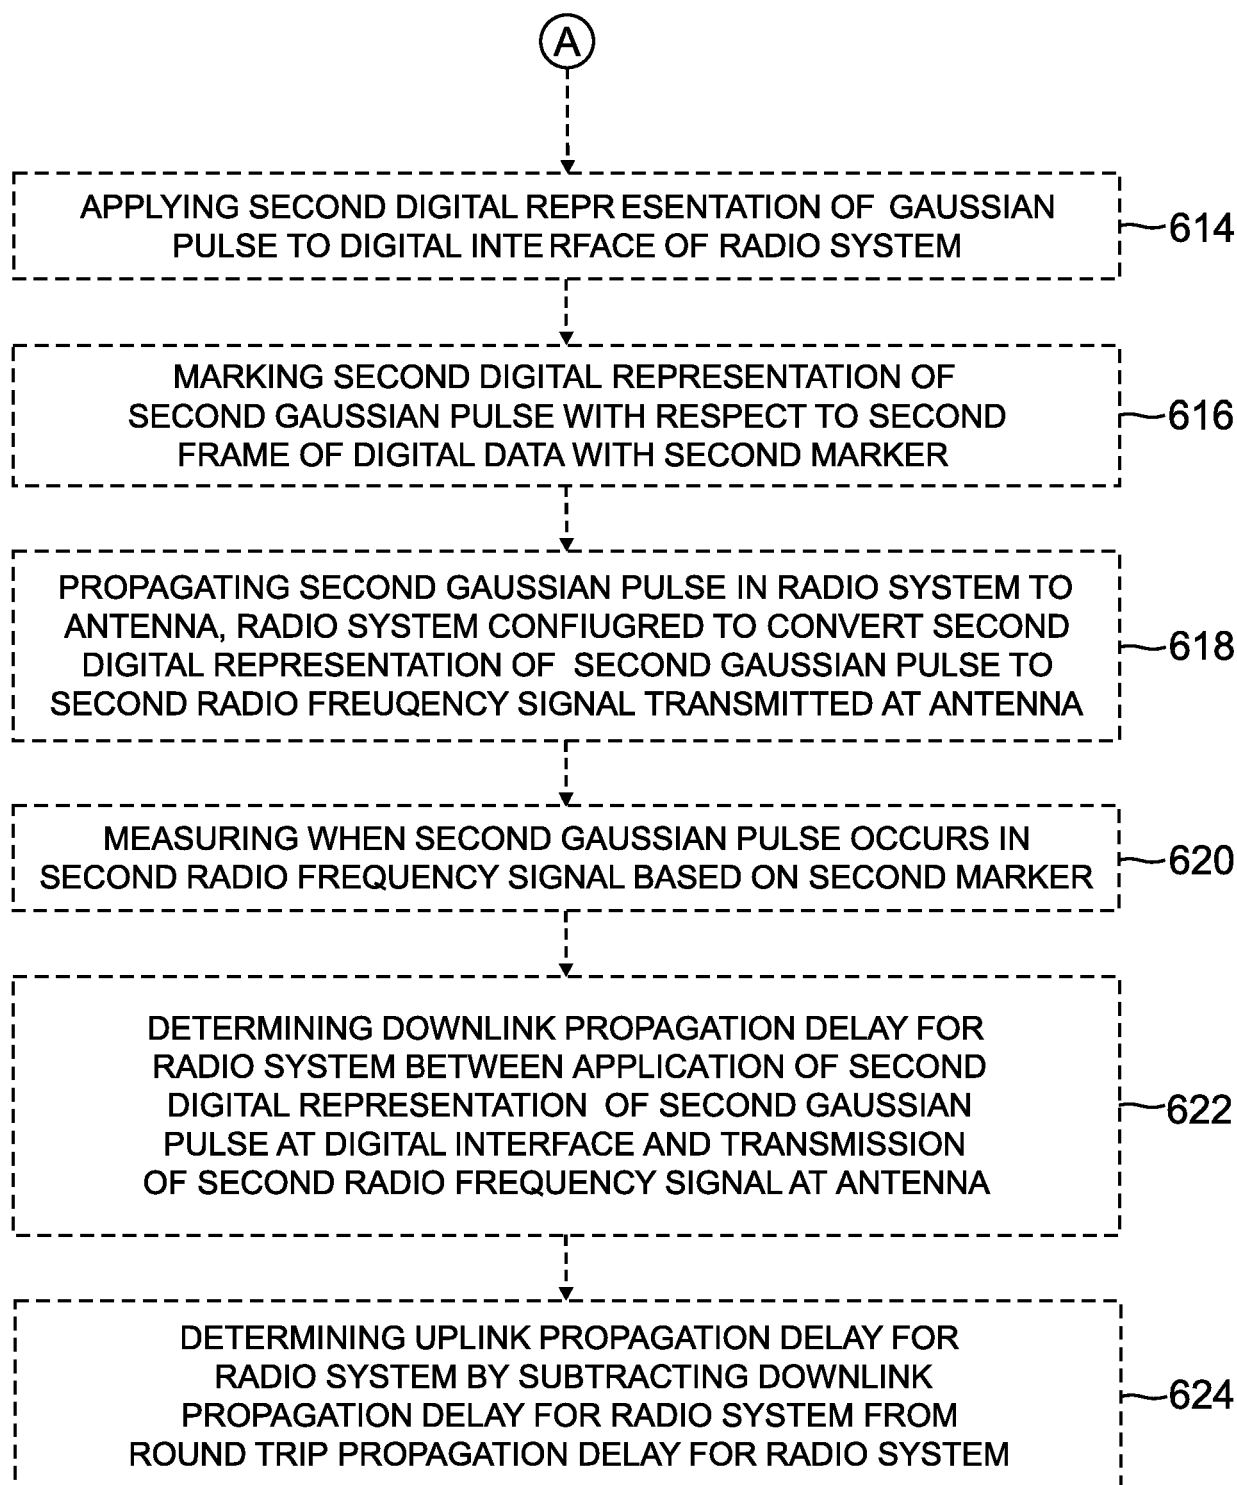 A
APPLYING SECOND DIGITAL REPRESENTATION OF GAUSSIAN
PULSE TO DIGITAL INTERFACE OF RADIO SYSTEM
614
MARKING SECOND DIGITAL REPRESENTATION OF
SECOND GAUSSIAN PULSE WITH RESPECT TO SECOND
FRAME OF DIGITAL DATA WITH SECOND MARKER
616
PROPAGATING SECOND GAUSSIAN PULSE IN RADIO SYSTEM TO
ANTENNA, RADIO SYSTEM CONFIUGRED TO CONVERT SECOND
DIGITAL REPRESENTATION OF SECOND GAUSSIAN PULSE TO
SECOND RADIO FREUQENCY SIGNAL TRANSMITTED AT ANTENNA
618
MEASURING WHEN SECOND GAUSSIAN PULSE OCCURS IN
SECOND RADIO FREQUENCY SIGNAL BASED ON SECOND MARKER
620
DETERMINING DOWNLINK PROPAGATION DELAY FOR
RADIO SYSTEM BETWEEN APPLICATION OF SECOND
DIGITAL REPRESENTATION OF SECOND GAUSSIAN
PULSE AT DIGITAL INTERFACE AND TRANSMISSION
OF SECOND RADIO FREQUENCY SIGNAL AT ANTENNA
622
DETERMINING UPLINK PROPAGATION DELAY FOR
RADIO SYSTEM BY SUBTRACTING DOWNLINK
PROPAGATION DELAY FOR RADIO SYSTEM FROM
ROUND TRIP PROPAGATION DELAY FOR RADIO SYSTEM
624